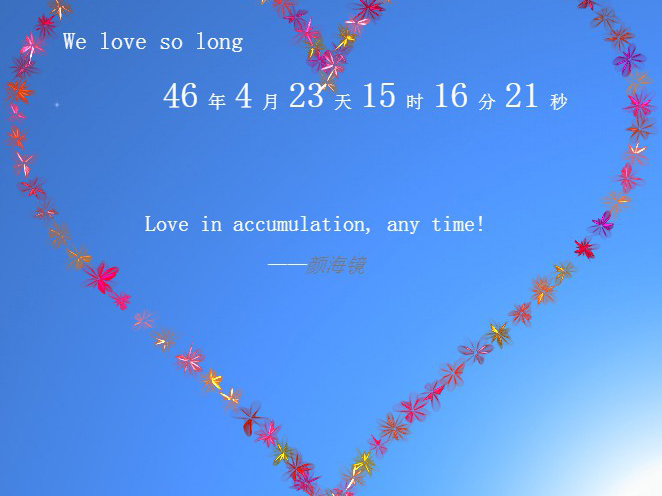 We love so long
46 年 4 月 23 天 15 时 16 分 21 秒
Love in accumulation, any time!
——颜海镜